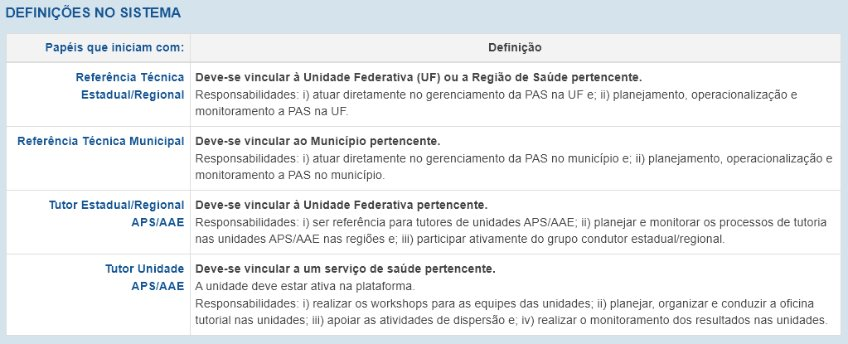 DEFINIÇÕES NO SISTEMA
Papéis que iniciam com: Definição
Referência Técnica Estadual/Regional
Deve-se vincular à Unidade Federativa (UF) ou a Região de Saúde pertencente.
Responsabilidades: i) atuar diretamente no gerenciamento da PAS na UF e; ii) planejamento, operacionalização e
monitoramento a PAS na UF.
Referência Técnica Municipal
Deve-se vincular ao Município pertencente.
Responsabilidades: i) atuar diretamente no gerenciamento da PAS no município e; ii) planejamento, operacionalização e
monitoramento a PAS no município.
Tutor Estadual/Regional
APS/AAE
Deve-se vincular à Unidade Federativa pertencente.
Responsabilidades: i) ser referência para tutores de unidades APS/AAE; ii) planejar e monitorar os processos de tutoria
nas unidades APS/AAE nas regiões e; iii) participar ativamente do grupo condutor estadual/regional.
Tutor Unidade
APS/AAE
Deve-se vincular a um serviço de saúde pertencente.
A unidade deve estar ativa na plataforma.
Responsabilidades: i) realizar os workshops para as equipes das unidades; ii) planejar, organizar e conduzir a oficina
tutorial nas unidades; iii) apoiar as atividades de dispersão e; iv) realizar o monitoramento dos resultados nas unidades.